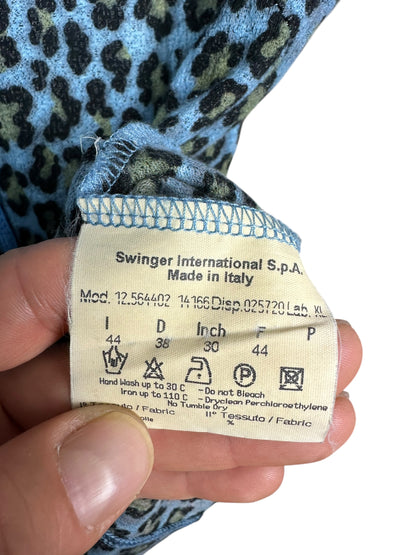 Swinger International S.p.A.
Made in Italy
Mod. 12.564402 14166 Disp.025720 Lab. XL
I D Inch F P
44 38 30 44
P
Hand Wash up to 30 C - Do not Bleach
Iron up to 110 C - Dryclean Perchloroethylene
No Tumble Dry
Tessuto / Fabric II° Tessuto / Fabric
%